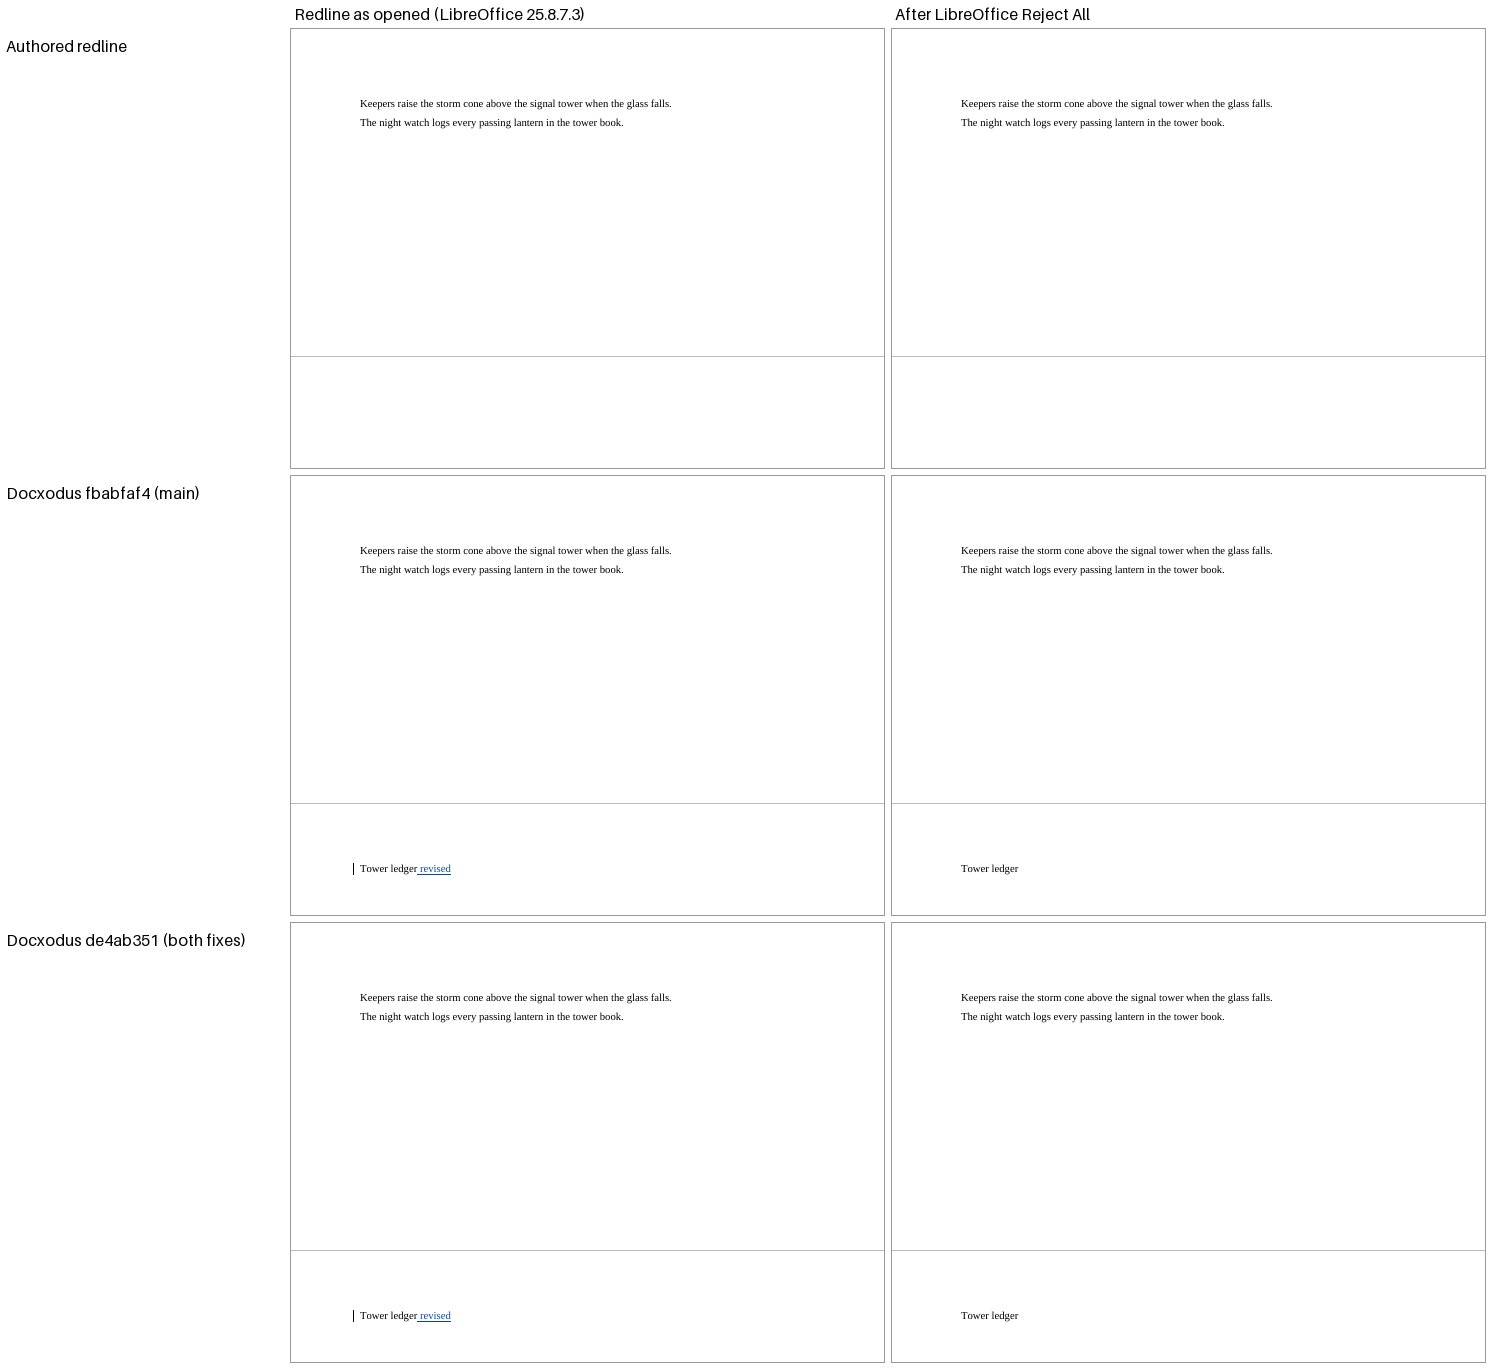 Redline as opened (LibreOffice 25.8.7.3)
After LibreOffice Reject All
Authored redline
Keepers raise the storm cone above the signal tower when the glass falls.
The night watch logs every passing lantern in the tower book.
Keepers raise the storm cone above the signal tower when the glass falls.
The night watch logs every passing lantern in the tower book.
Docxodus fbabfaf4 (main)
Keepers raise the storm cone above the signal tower when the glass falls.
The night watch logs every passing lantern in the tower book.
Tower ledger revised
Keepers raise the storm cone above the signal tower when the glass falls.
The night watch logs every passing lantern in the tower book.
Tower ledger
Docxodus de4ab351 (both fixes)
Keepers raise the storm cone above the signal tower when the glass falls.
The night watch logs every passing lantern in the tower book.
Tower ledger revised
Keepers raise the storm cone above the signal tower when the glass falls.
The night watch logs every passing lantern in the tower book.
Tower ledger